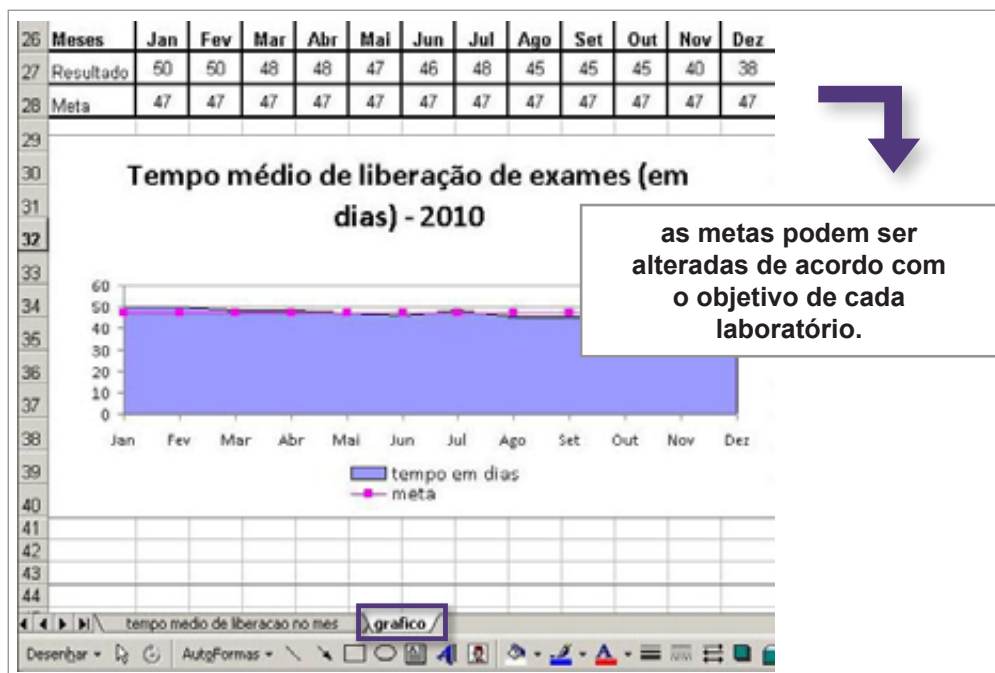 26 Meses Jan Fev Mar Abr Mai Jun Jul Ago Set Out Nov Dez
27 Resultado 50 50 48 48 47 46 48 45 45 45 40 38
28 Meta 47 47 47 47 47 47 47 47 47 47 47 47
29
30
31
32
33
34
35
36
37
38
39
40
41
42
43
44
Tempo médio de liberação de exames (em
dias) - 2010
as metas podem ser
alteradas de acordo com
o objetivo de cada
laboratório.
60
50
40
30
20
10
0
Jan Fev Mar Abr Mai Jun Jul Ago Set Out Nov Dez
tempo em dias
meta
tempo medio de liberacao no mes grafico
Desenhar AutoFormas